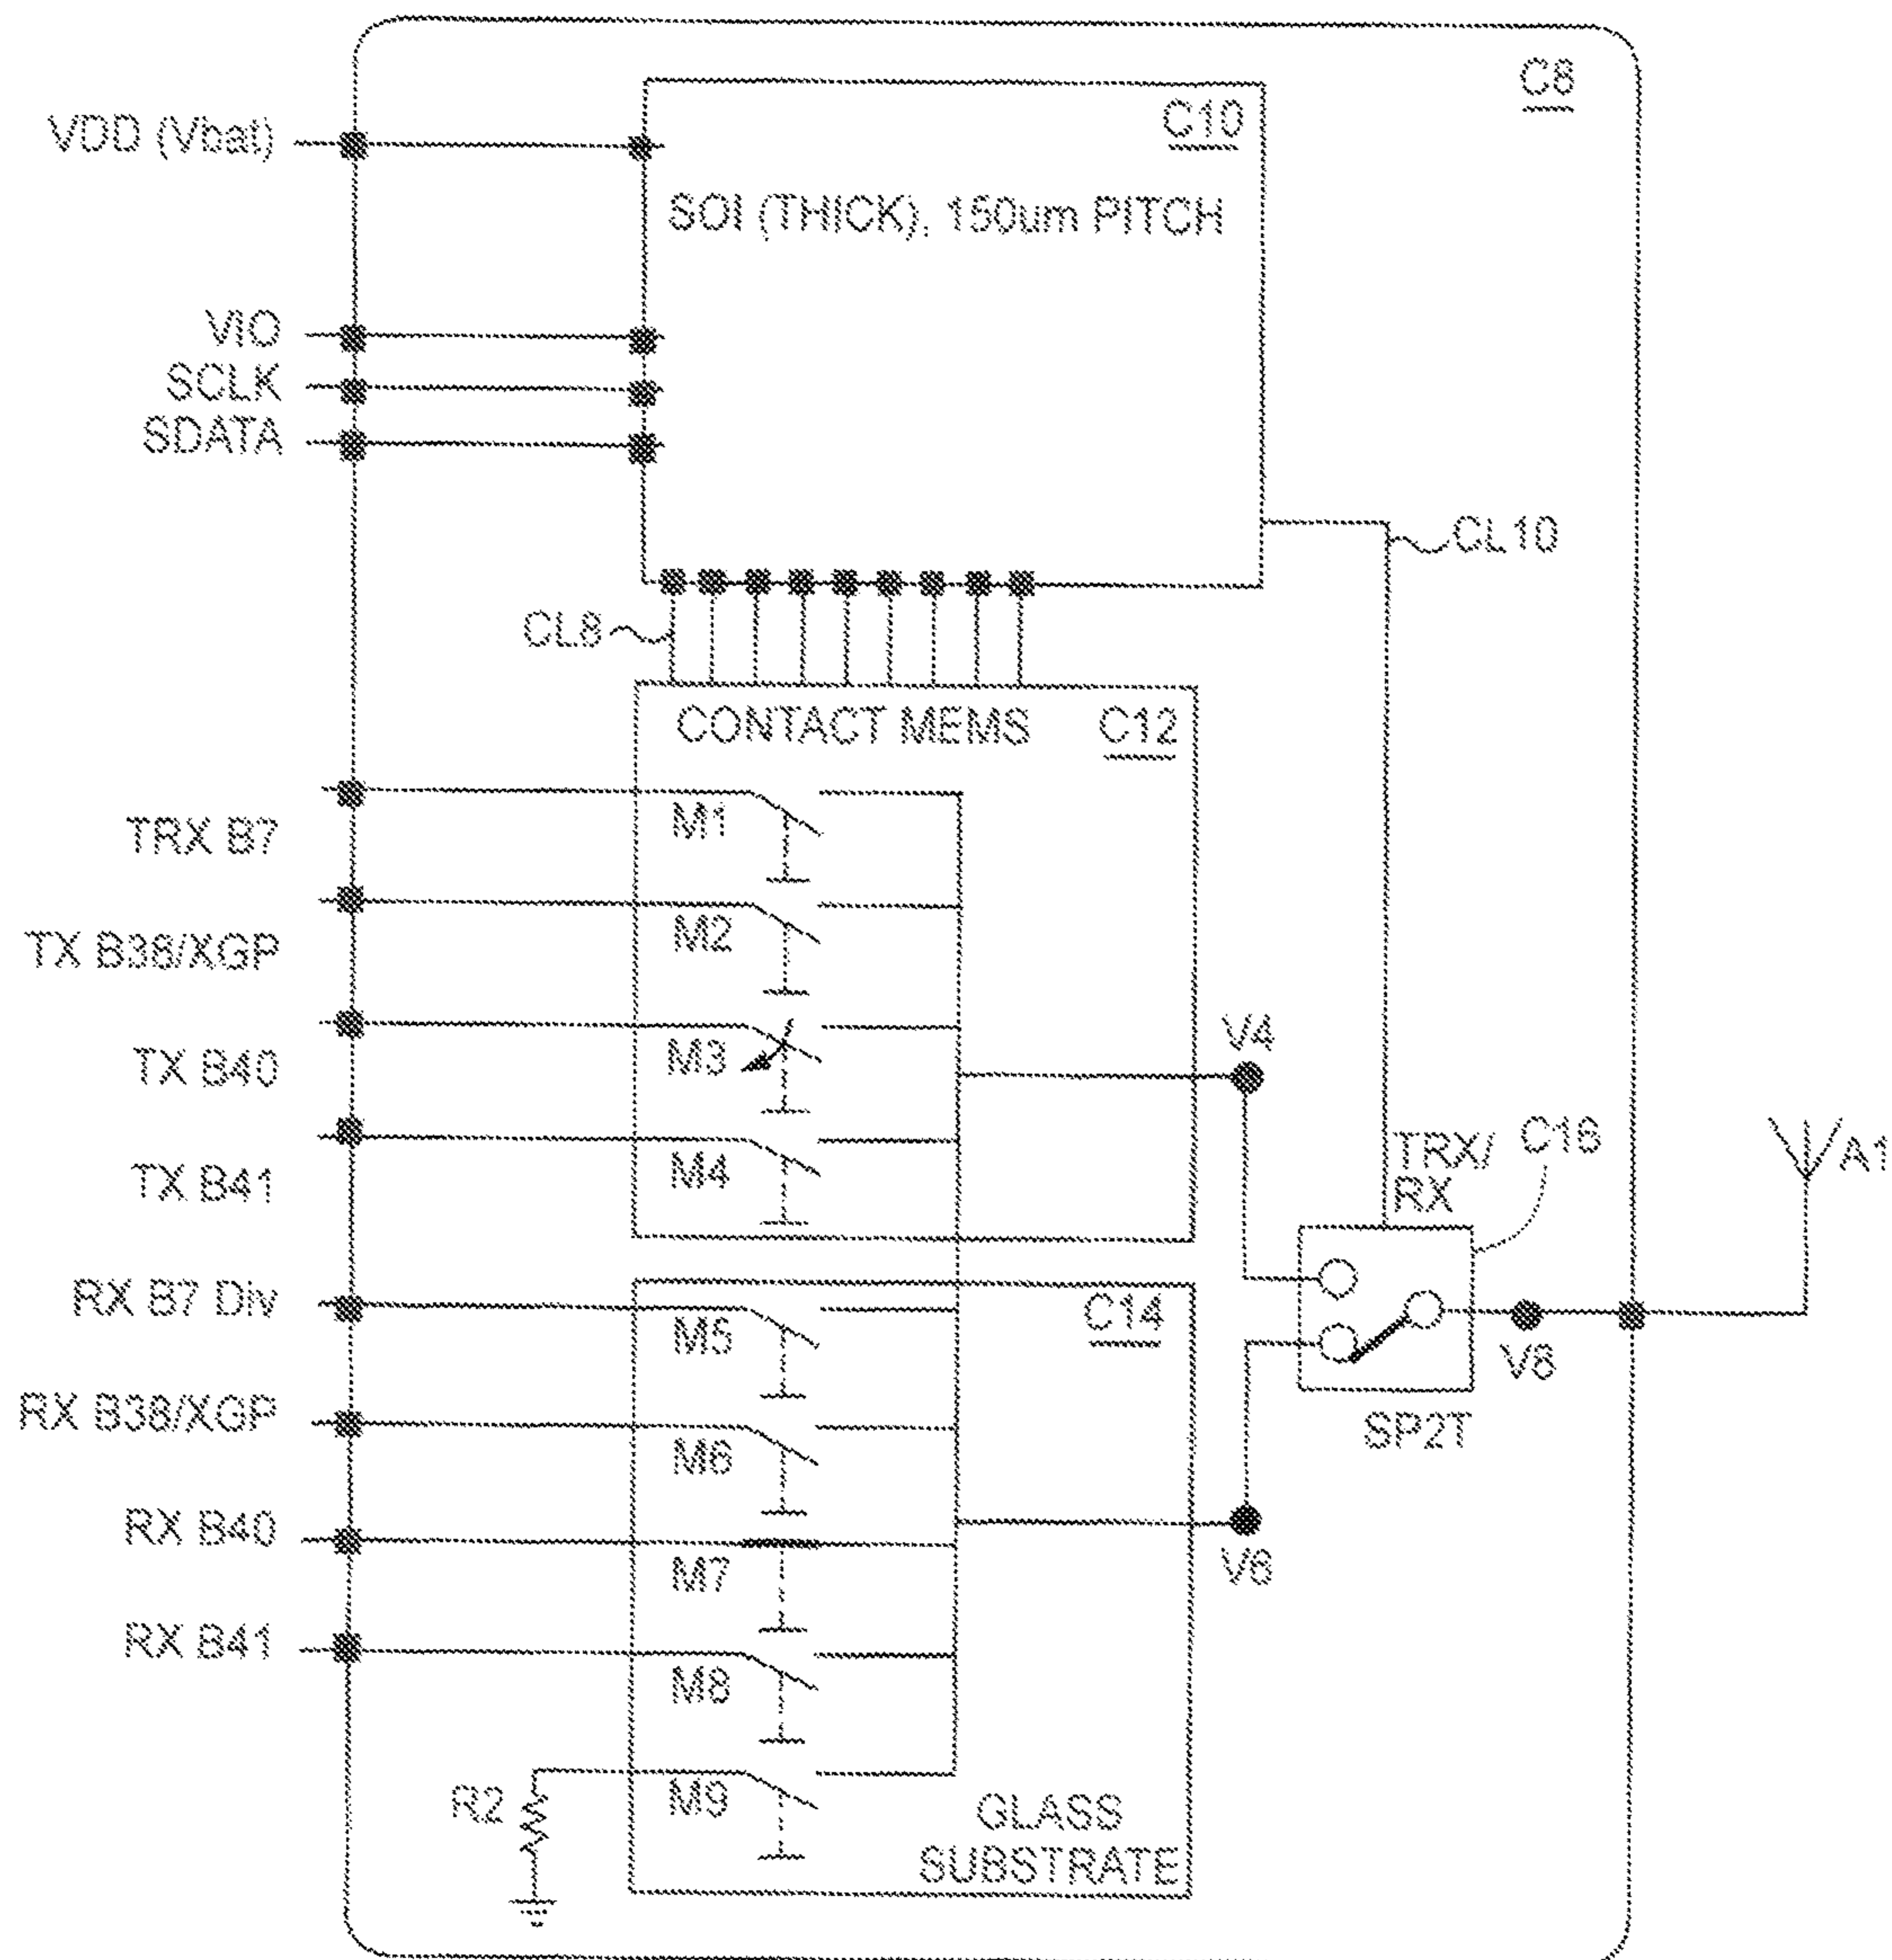 C8
C10
VDD (Vbat)
SOI (THICK), 150um PITCH
VIO
SCLK
SDATA
CL10
CL8
CONTACT MEMS
C12
M1
TRX B7
M2
TX B38/XGP
M3
V4
TX B40
TRX/
RX
C16
A1
M4
TX B41
RX B7 Div
C14
M5
V8
RX B38/XGP
SP2T
M6
RX B40
V6
M7
RX B41
M8
R2
M9
GLASS
SUBSTRATE